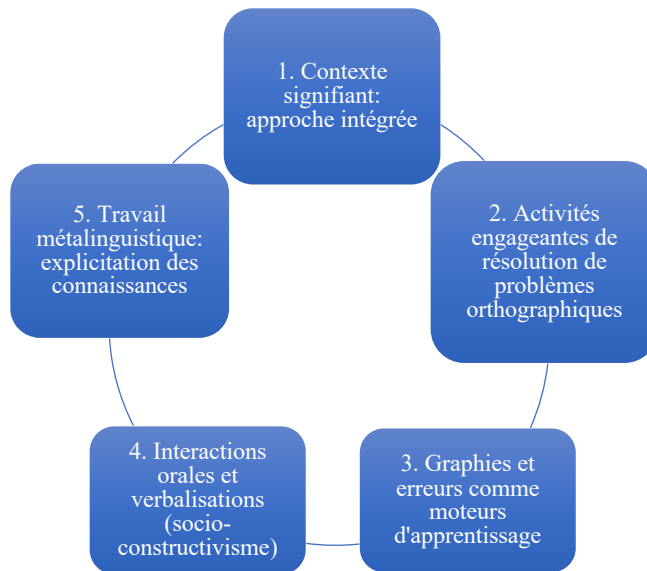 1. Contexte
signifiant:
approche intégrée
2. Activités
engageantes de
résolution de
problèmes
orthographiques
3. Graphies et
erreurs comme
moteurs
d'apprentissage
4. Interactions
orales et
verbalisations
(socio-
constructivisme)
5. Travail
métalinguistique:
explicitation des
connaissances